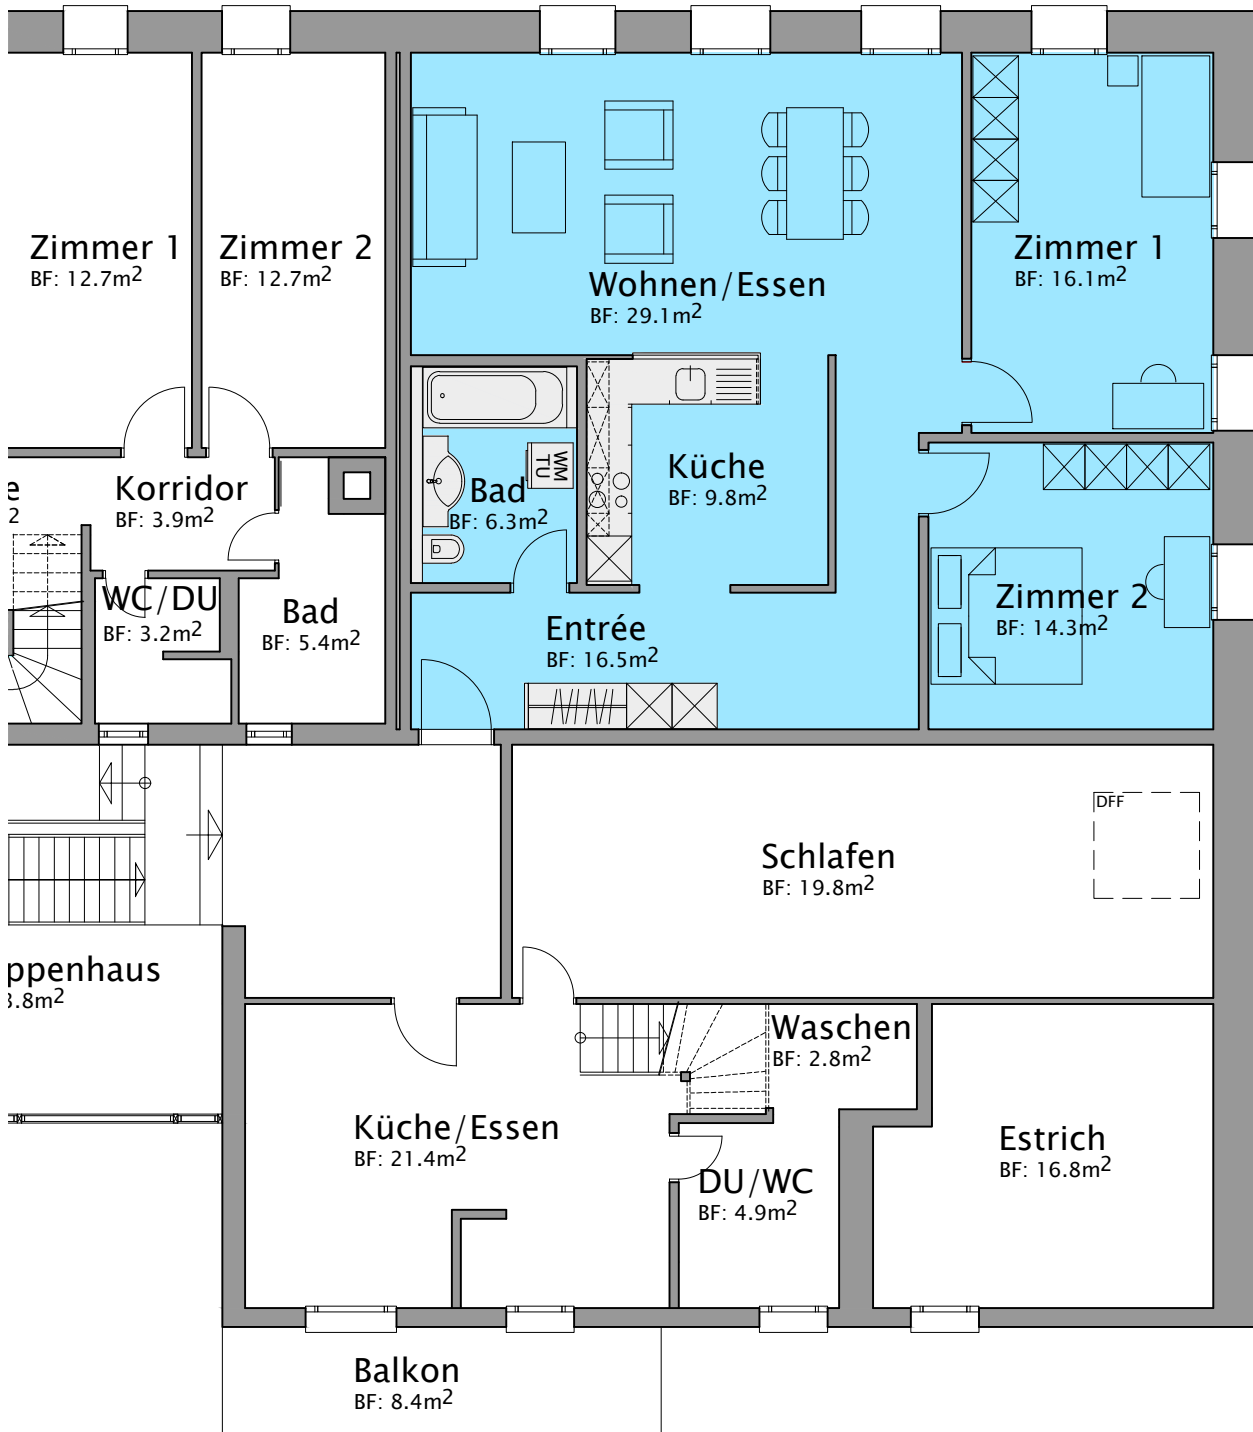 Zimmer 1
BF: 12.7m²
Zimmer 2
BF: 12.7m²
Wohnen/Essen
BF: 29.1m²
Zimmer 1
BF: 16.1m²
e
2
Korridor
BF: 3.9m²
Bad
BF: 6.3m²
WM
TU
Küche
BF: 9.8m²
WC/DU
BF: 3.2m²
Bad
BF: 5.4m²
Entrée
BF: 16.5m²
Zimmer 2
BF: 14.3m²
DFF
Schlafen
BF: 19.8m²
ppenhaus
3.8m²
Waschen
BF: 2.8m²
Küche/Essen
BF: 21.4m²
DU/WC
BF: 4.9m²
Estrich
BF: 16.8m²
Balkon
BF: 8.4m²